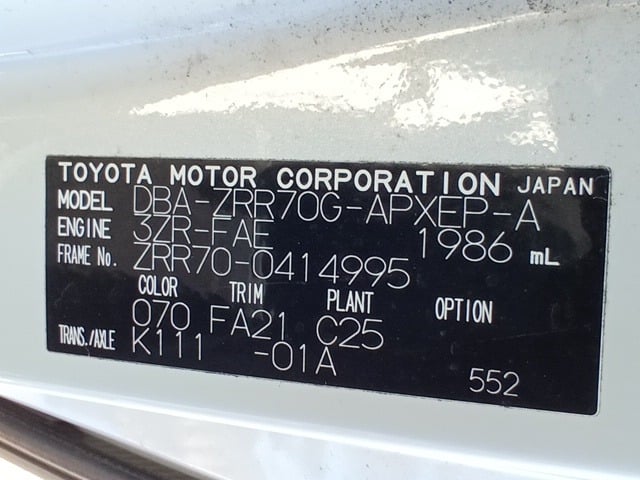 TOYOTA MOTOR CORPORATION JAPAN
MODEL DBA-ZRR70G-APXEP-A
ENGINE 3ZR-FAE 1986 mL
FRAME No. ZRR70-0414995
COLOR TRIM PLANT OPTION
070 FA21 C25
TRANS./AXLE K111 -01A
552